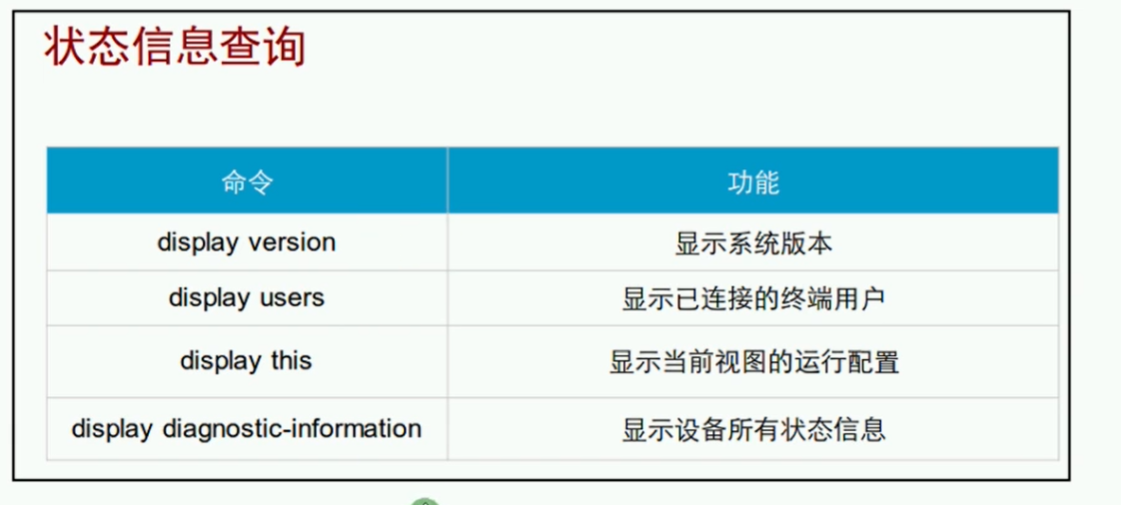 状态信息查询
命令 功能
display version 显示系统版本
display users 显示已连接的终端用户
display this 显示当前视图的运行配置
display diagnostic-information 显示设备所有状态信息